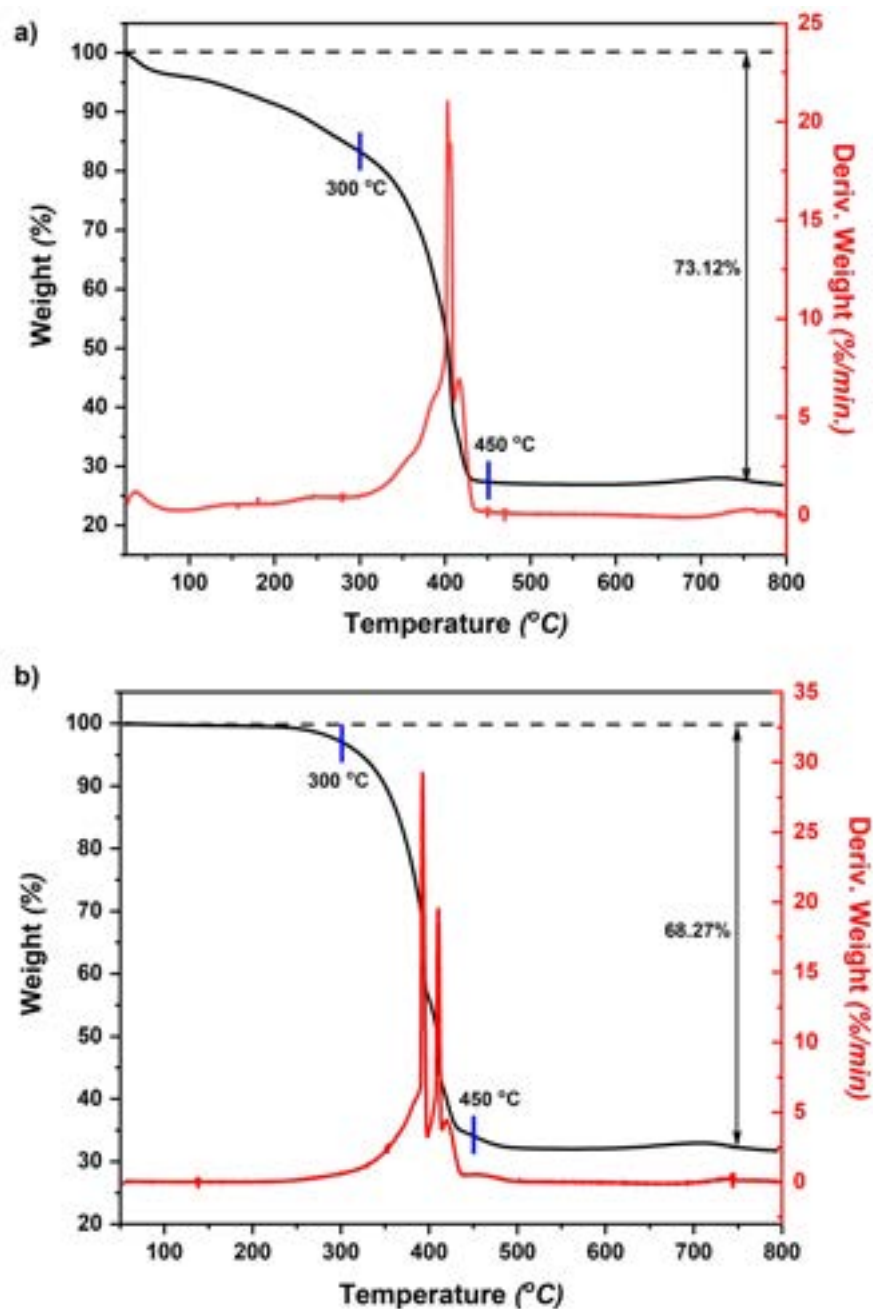 a)
100
90
80
70
60
50
40
30
20
Weight (%)
300 °C
450 °C
73.12%
25
20
15
10
5
0
Deriv. Weight (%/min.)
100 200 300 400 500 600 700 800
Temperature (°C)
b)
100
90
80
70
60
50
40
30
20
Weight (%)
300 °C
450 °C
68.27%
35
30
25
20
15
10
5
0
Deriv. Weight (%/min)
100 200 300 400 500 600 700 800
Temperature (°C)